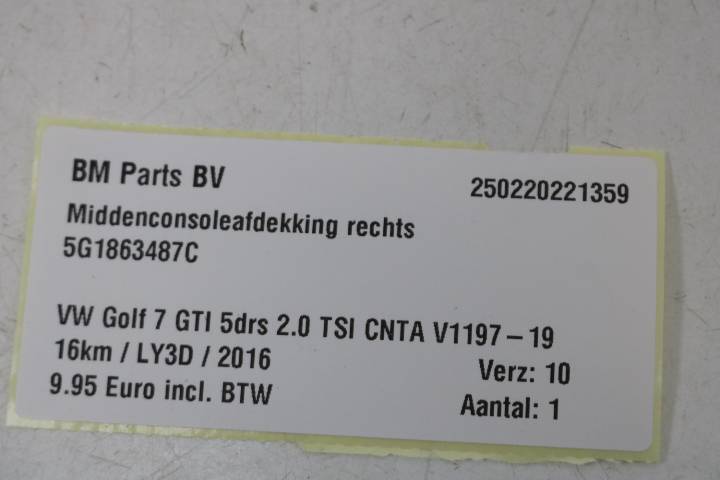 BM Parts BV 250220221359
Middenconsoleafdekking rechts
5G1863487C
VW Golf 7 GTI 5drs 2.0 TSI CNTA V1197 – 19
16km / LY3D / 2016 Verz: 10
9.95 Euro incl. BTW Aantal: 1